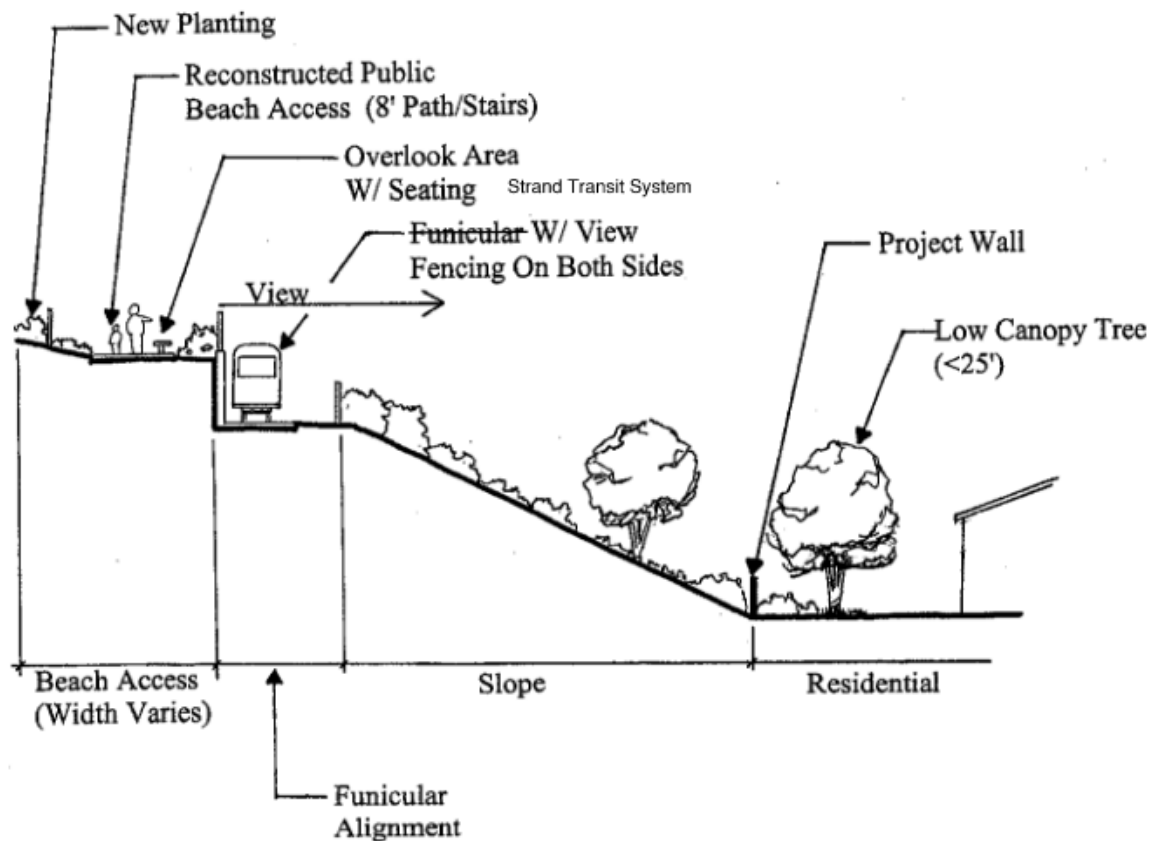 New Planting
Reconstructed Public
Beach Access (8' Path/Stairs)
Overlook Area
W/ Seating
Strand Transit System
Funicular W/ View
Fencing On Both Sides
View
Project Wall
Low Canopy Tree
(<25')
Beach Access
(Width Varies)
Slope
Residential
Funicular
Alignment